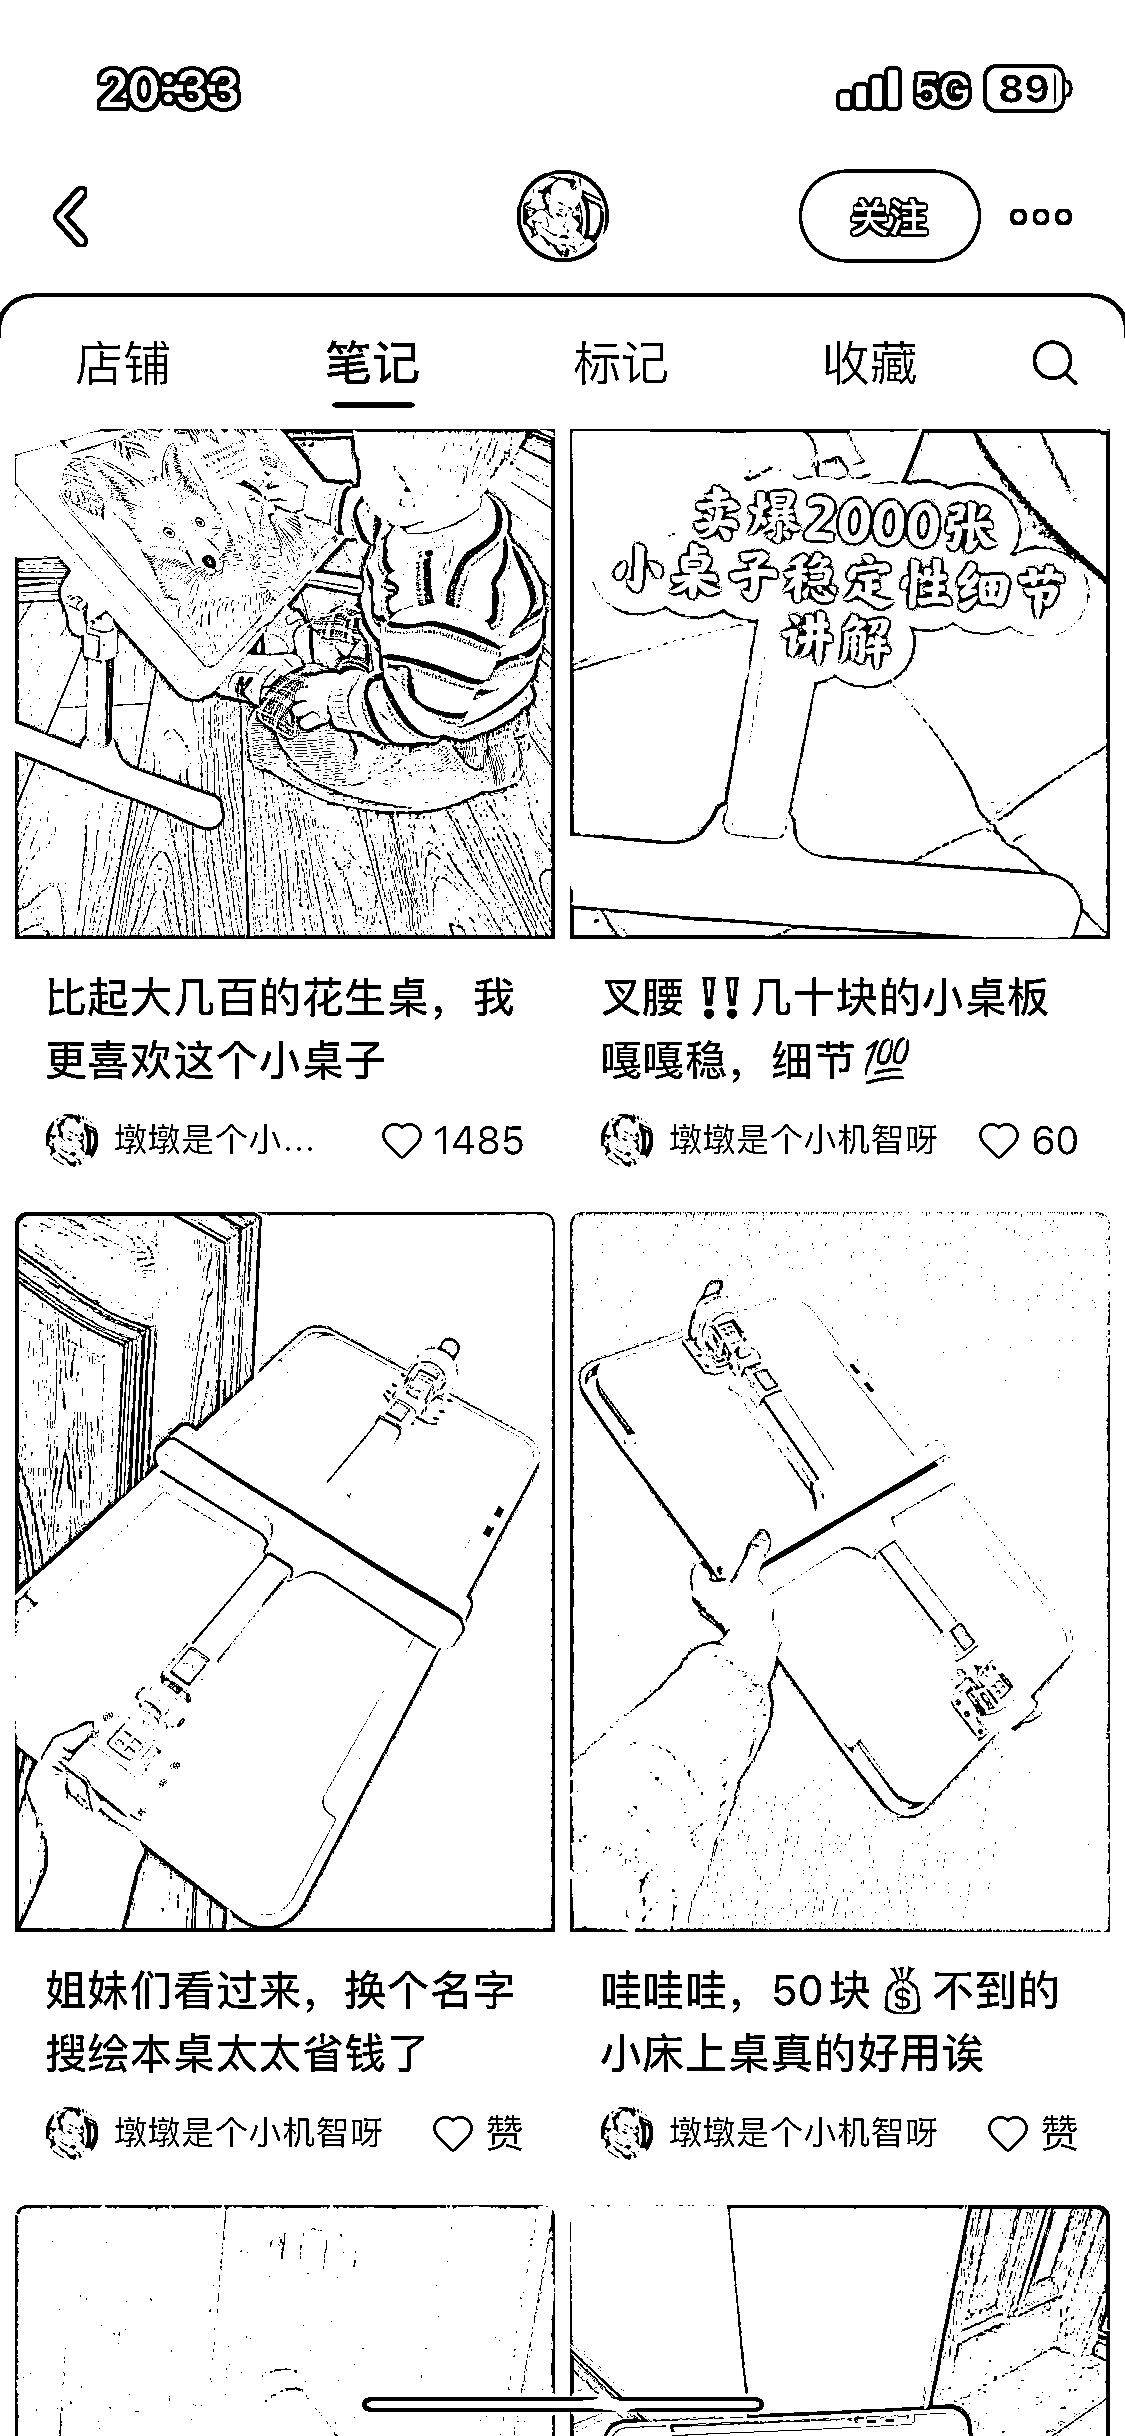 20:33
5G 89
关注
店铺 笔记 标记 收藏
卖爆2000张
小桌子稳定性细节
讲解
比起大几百的花生桌，我
更喜欢这个小桌子
墩墩是个小... 1485
叉腰‼️几十块的小桌板
嘎嘎稳，细节💯
墩墩是个小机智呀 60
姐妹们看过来，换个名字
搜绘本桌太太省钱了
墩墩是个小机智呀 赞
哇哇哇，50块💰不到的
小床上桌真的好用诶
墩墩是个小机智呀 赞